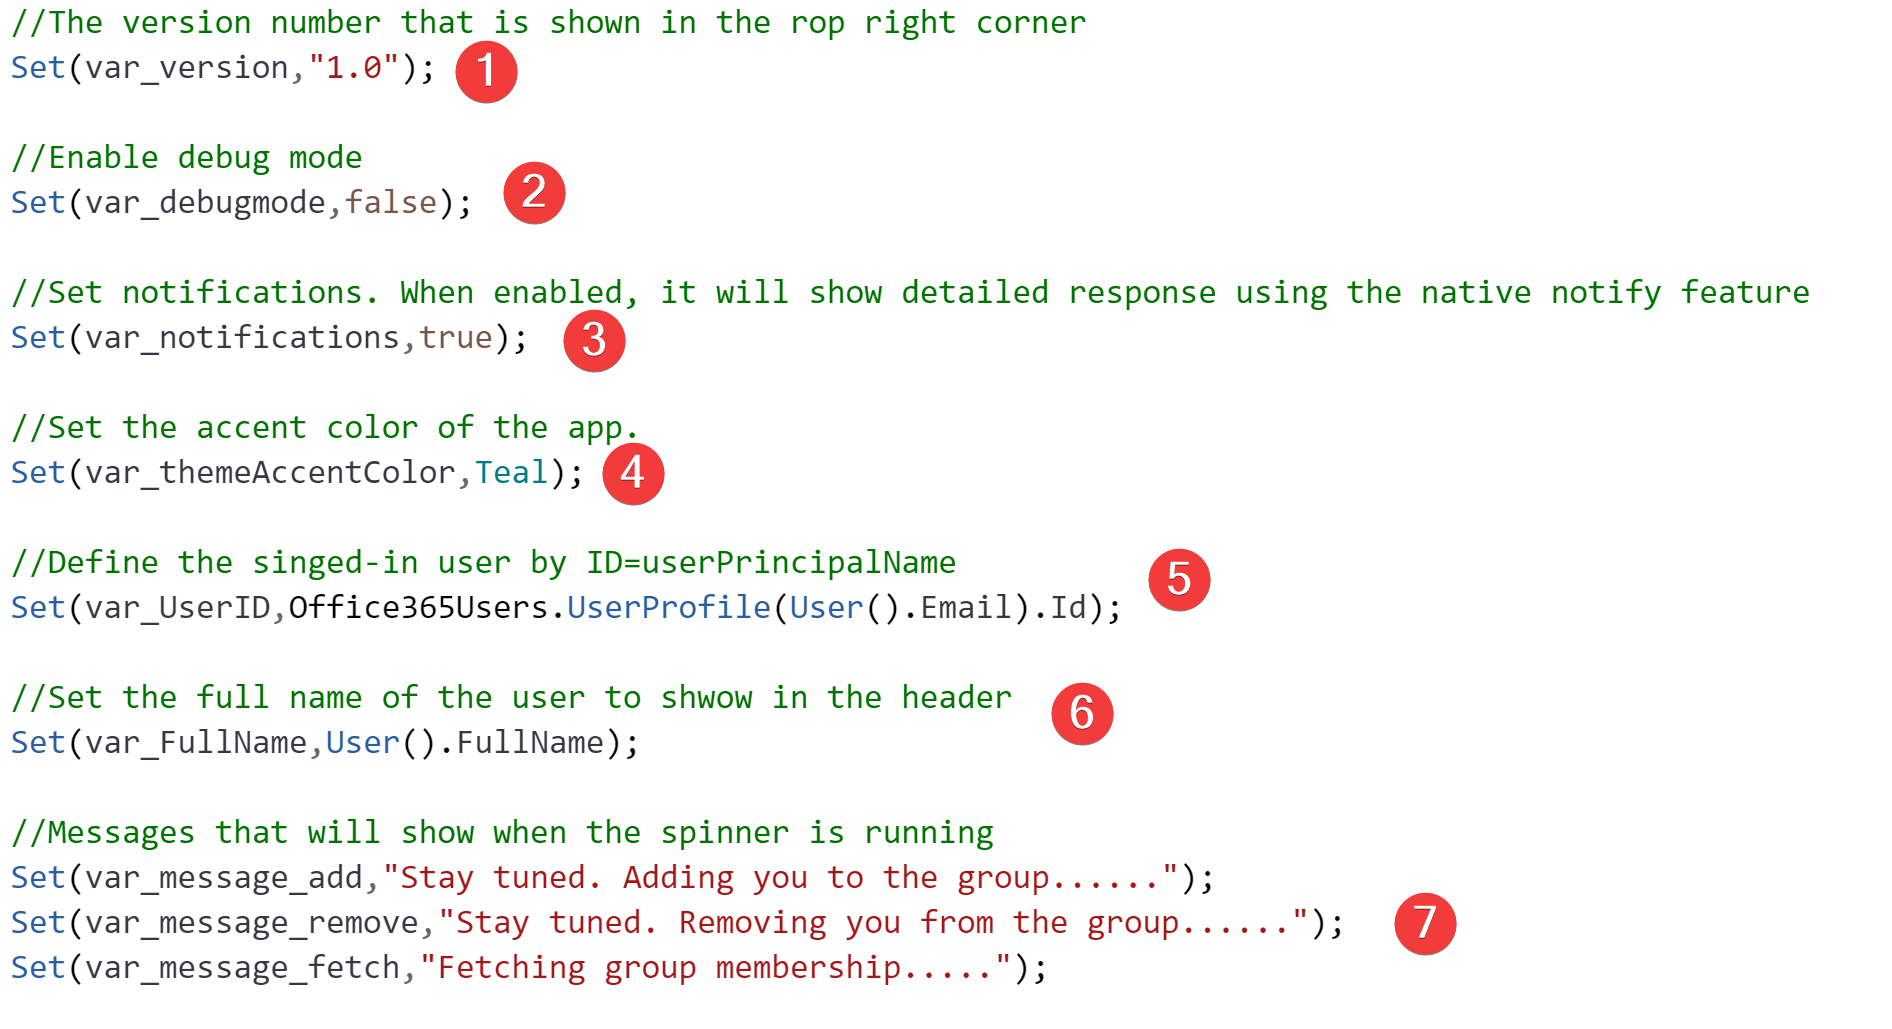 //The version number that is shown in the rop right corner
Set(var_version,"1.0"); 1
//Enable debug mode
Set(var_debugmode,false); 2
//Set notifications. When enabled, it will show detailed response using the native notify feature
Set(var_notifications,true); 3
//Set the accent color of the app.
Set(var_themeAccentColor,Teal); 4
//Define the singed-in user by ID=userPrincipalName
5
Set(var_UserID,Office365Users.UserProfile(User().Email).Id);
//Set the full name of the user to shwow in the header 6
Set(var_FullName,User().FullName);
//Messages that will show when the spinner is running
Set(var_message_add,"Stay tuned. Adding you to the group......");
Set(var_message_remove,"Stay tuned. Removing you from the group......"); 7
Set(var_message_fetch,"Fetching group membership.....");